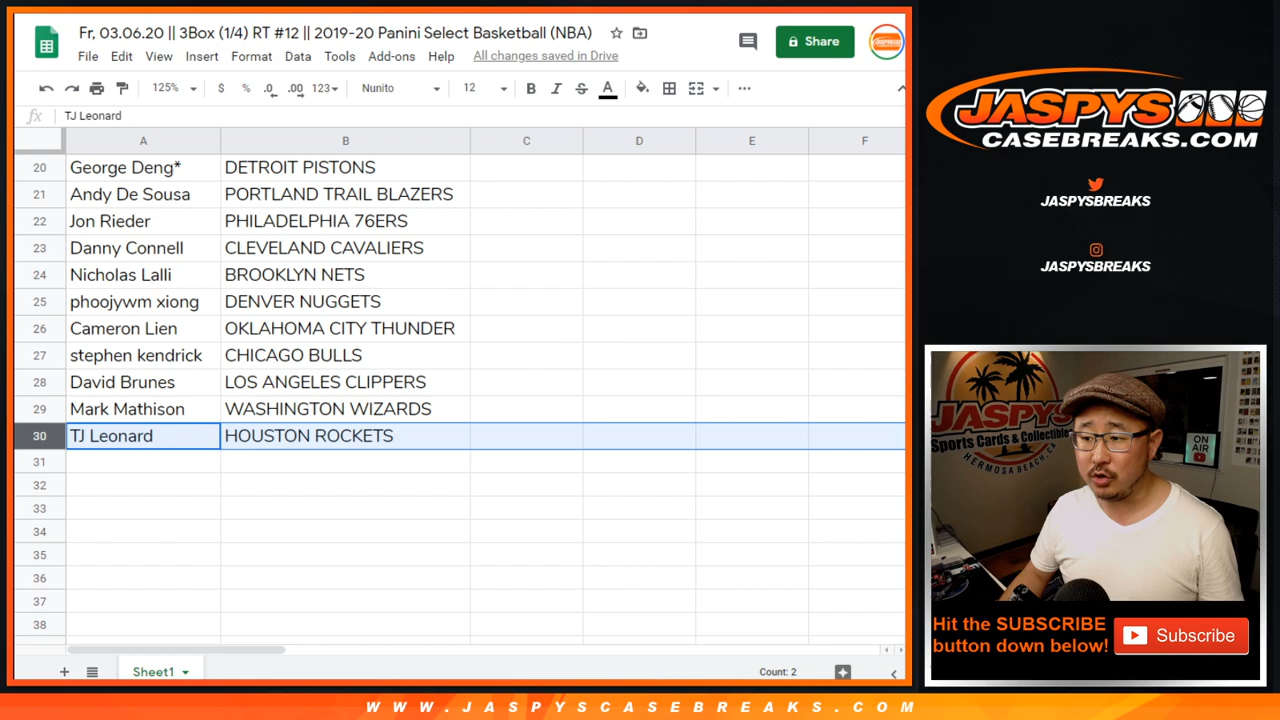 Fr, 03.06.20 || 3Box (1/4) RT #12 || 2019-20 Panini Select Basketball (NBA)
File Edit View Insert Format Data Tools Add-ons Help All changes saved in Drive
Share
125% $ % .0 .00 123 Nunito 12 B I S A
fx TJ Leonard
A B C D E F
20 George Deng* DETROIT PISTONS
21 Andy De Sousa PORTLAND TRAIL BLAZERS
22 Jon Rieder PHILADELPHIA 76ERS
23 Danny Connell CLEVELAND CAVALIERS
24 Nicholas Lalli BROOKLYN NETS
25 phoojywm xiong DENVER NUGGETS
26 Cameron Lien OKLAHOMA CITY THUNDER
27 stephen kendrick CHICAGO BULLS
28 David Brunes LOS ANGELES CLIPPERS
29 Mark Mathison WASHINGTON WIZARDS
30 TJ Leonard HOUSTON ROCKETS
31
32
33
34
35
36
37
38
Sheet1
Count: 2
JASPYS
CASEBREAKS.COM
JASPYSBREAKS
JASPYSBREAKS
JASPYS
Sports Cards & Collectibles
HERMOSA BEACH, CA
ON AIR
Hit the SUBSCRIBE
button down below!
Subscribe
WWW.JASPYSCASEBREAKS.COM